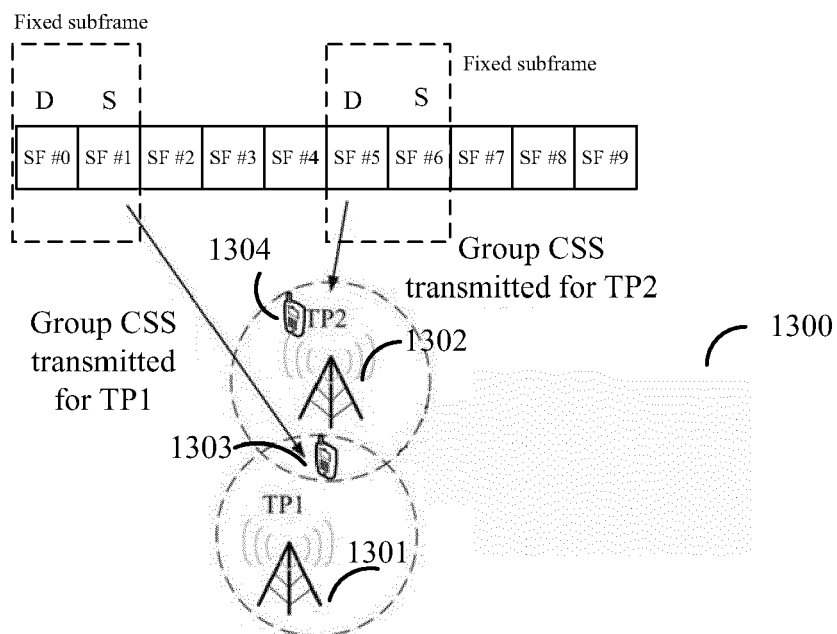 Fixed subframe
Fixed subframe
D S D S
SF #0 SF #1 SF #2 SF #3 SF #4 SF #5 SF #6 SF #7 SF #8 SF #9
1304
Group CSS
transmitted for TP2
Group CSS
transmitted
for TP1
TP2
1302
1300
1303
TP1
1301